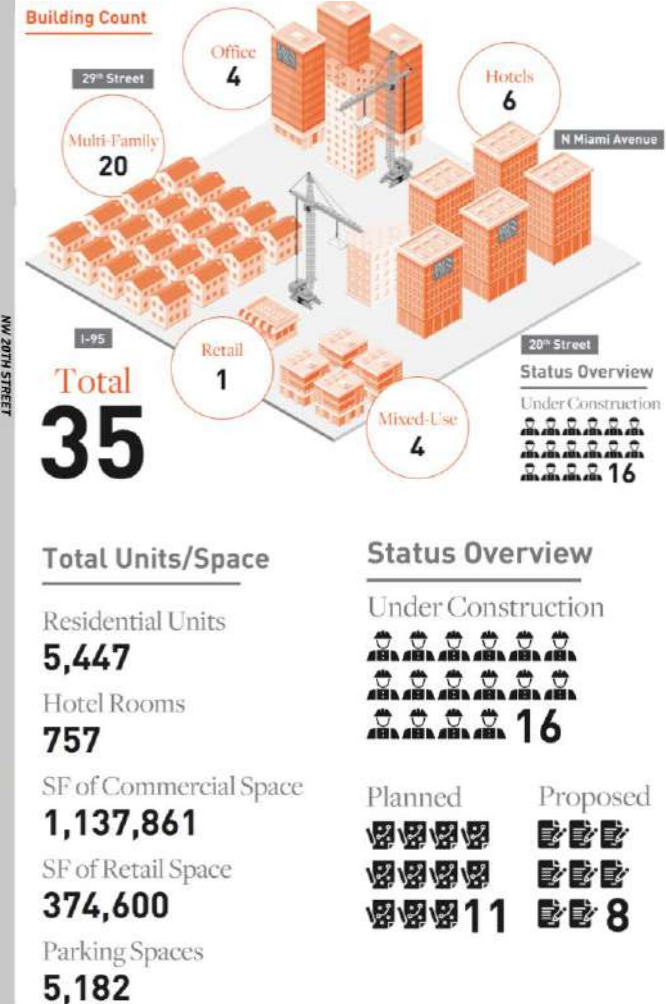 Building Count
Office
4
29th Street
Hotels
6
Multi-Family
20
N Miami Avenue
NW 20TH STREET
I-95
Total
35
Retail
1
Mixed-Use
4
20th Street
Status Overview
Under Construction
16
Total Units/Space
Residential Units
5,447
Hotel Rooms
757
SF of Commercial Space
1,137,861
SF of Retail Space
374,600
Parking Spaces
5,182
Status Overview
Under Construction
16
Planned
11
Proposed
8